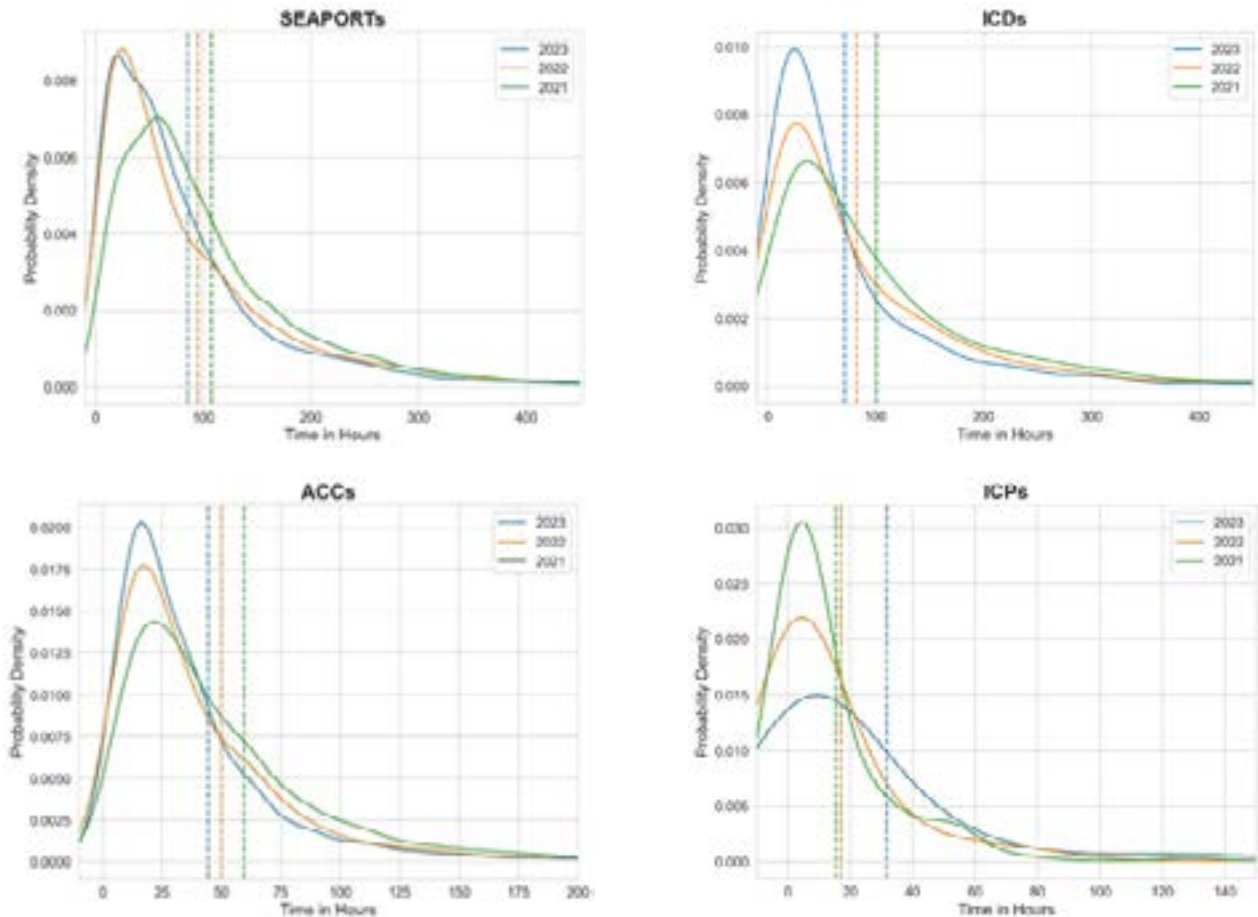 SEAPORTs
2023
2022
2021
0.008
0.006
0.004
0.002
0.000
Probability Density
0 100 200 300 400
Time in Hours
ICDs
2023
2022
2021
0.010
0.008
0.006
0.004
0.002
0.000
Probability Density
0 100 200 300 400
Time in Hours
ACCs
2023
2022
2021
0.0200
0.0175
0.0150
0.0125
0.0100
0.0075
0.0050
0.0025
0.0000
Probability Density
0 25 50 75 100 125 150 175 200
Time in Hours
ICPs
2023
2022
2021
0.030
0.025
0.020
0.015
0.010
0.005
0.000
Probability Density
0 20 40 60 80 100 120 140
Time in Hours